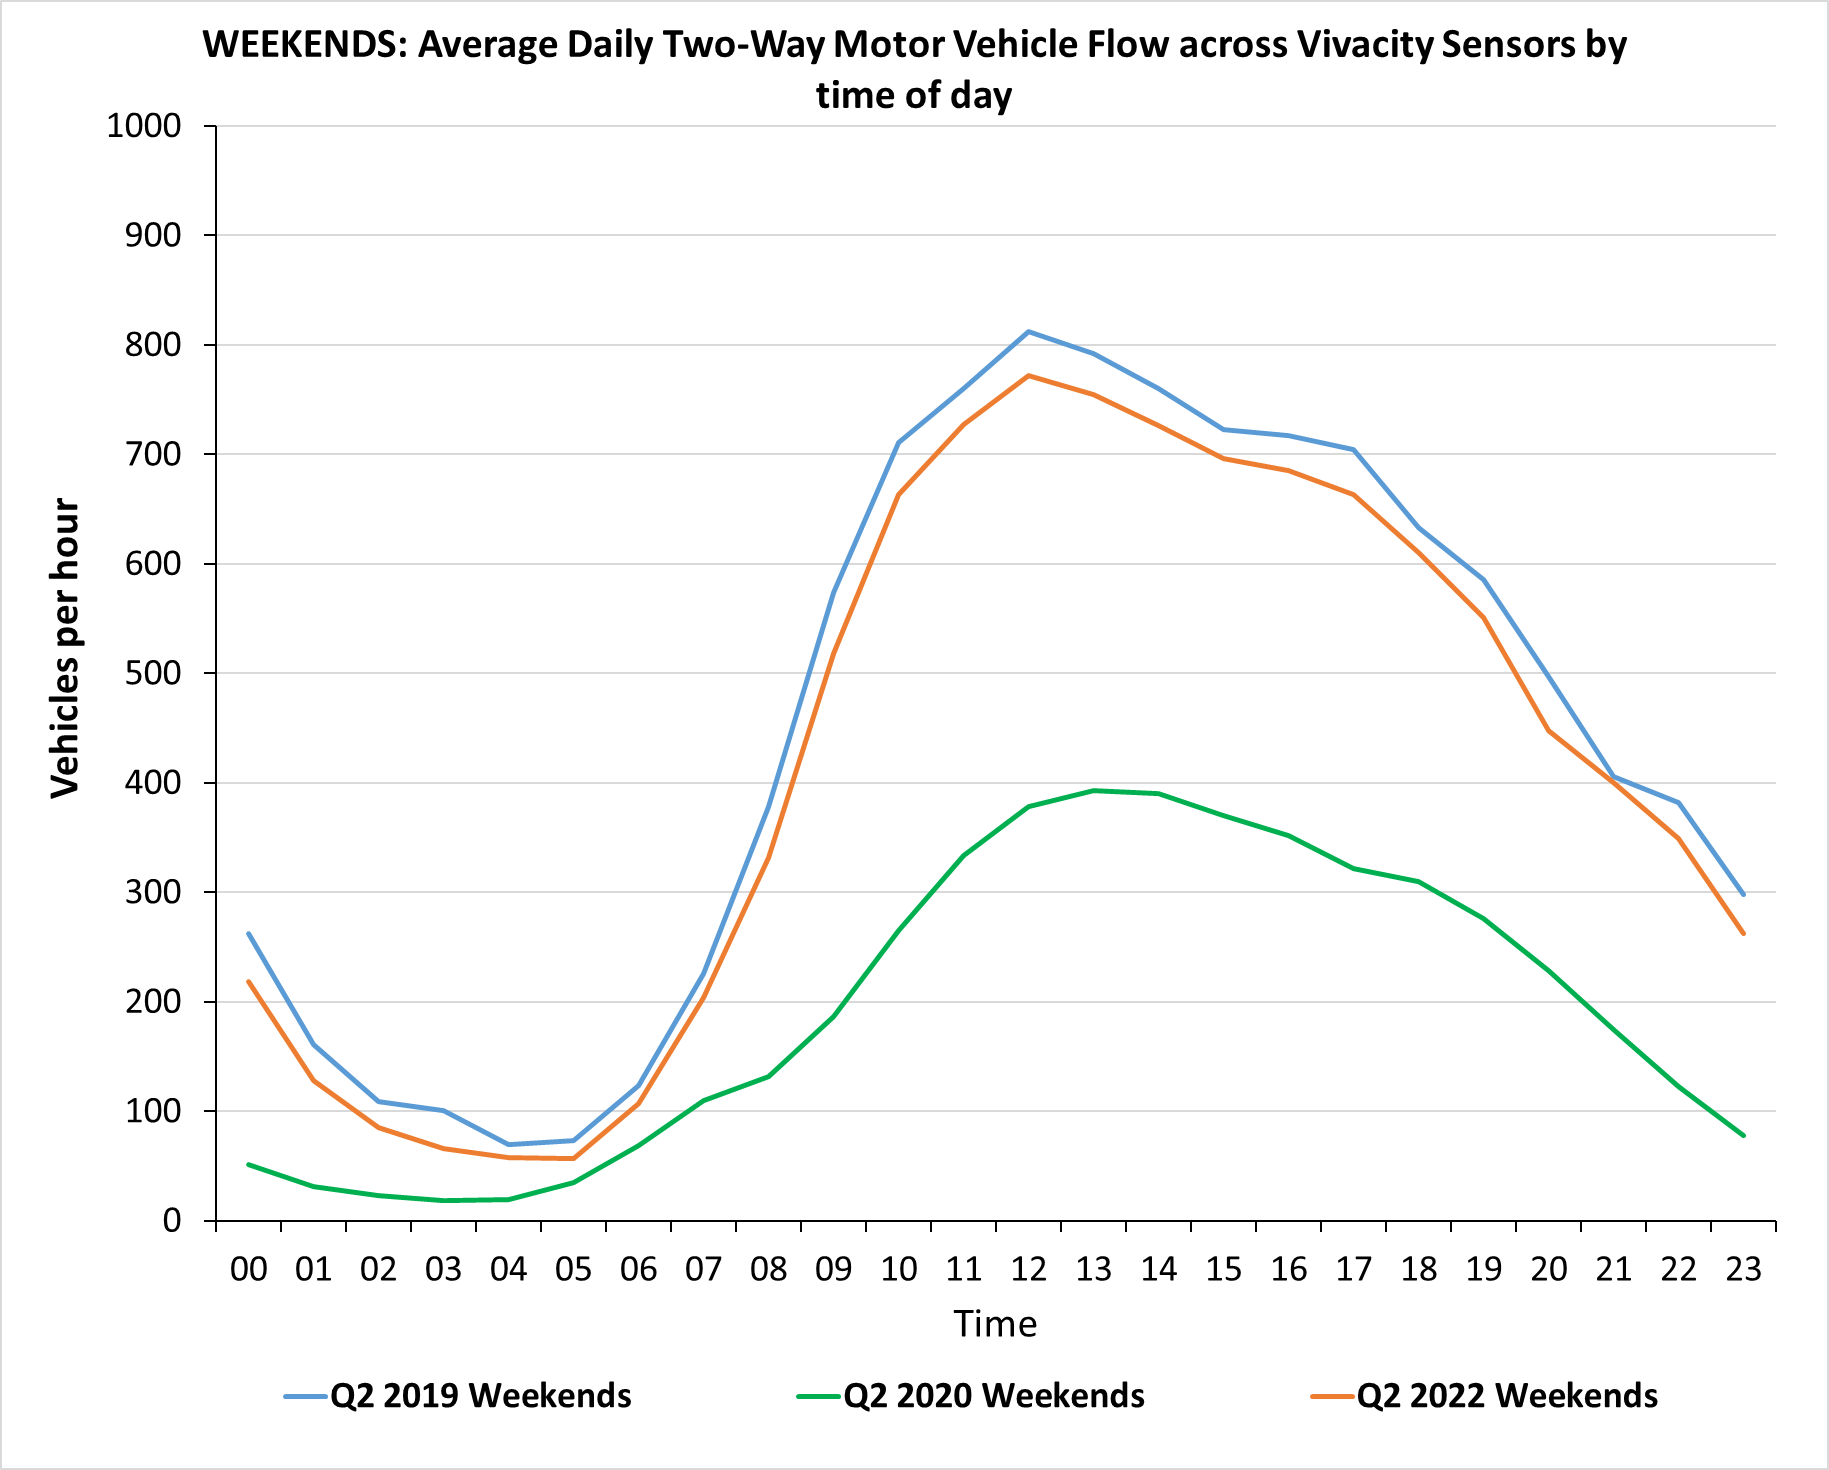 WEEKENDS: Average Daily Two-Way Motor Vehicle Flow across Vivacity Sensors by
time of day
1000
900
800
700
600
500
400
300
200
100
0
Vehicles per hour
00 01 02 03 04 05 06 07 08 09 10 11 12 13 14 15 16 17 18 19 20 21 22 23
Time
Q2 2019 Weekends Q2 2020 Weekends Q2 2022 Weekends